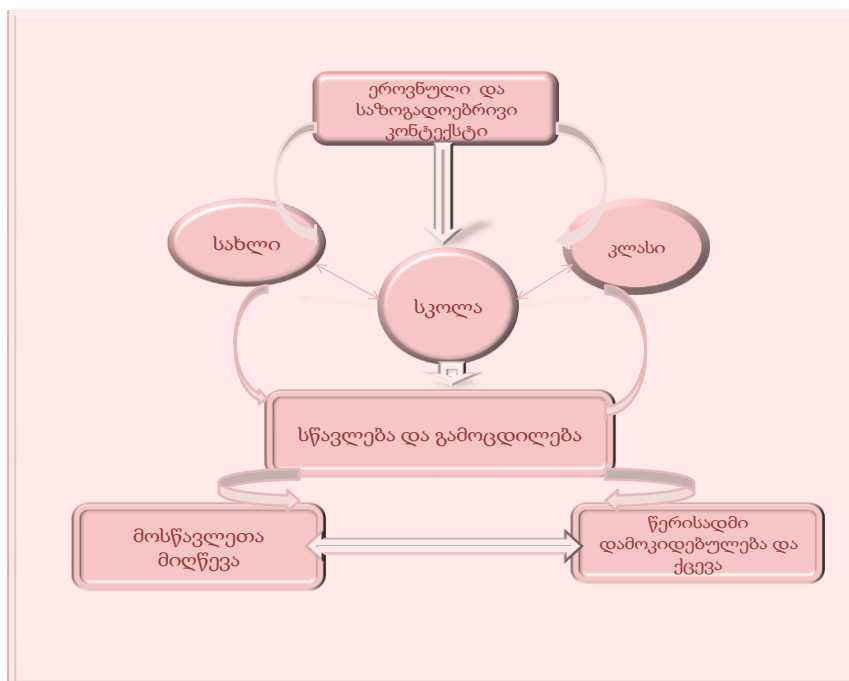 ეროვნული და
საზოგადოებრივი
კონტექსტი
სახლი
კლასი
სკოლა
სწავლება და გამოცდილება
მოსწავლეთა
მიღწევა
წერისადმი
დამოკიდებულება და
ქცევა